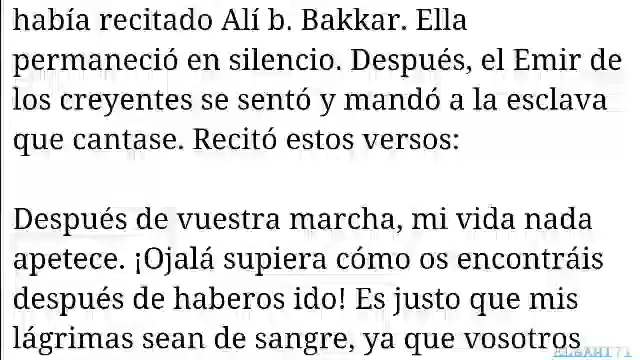 había recitado Alí b. Bakkar. Ella
permaneció en silencio. Después, el Emir de
los creyentes se sentó y mandó a la esclava
que cantase. Recitó estos versos:
Después de vuestra marcha, mi vida nada
apetece. ¡Ojalá supiera cómo os encontráis
después de haberos ido! Es justo que mis
lágrimas sean de sangre, ya que vosotros